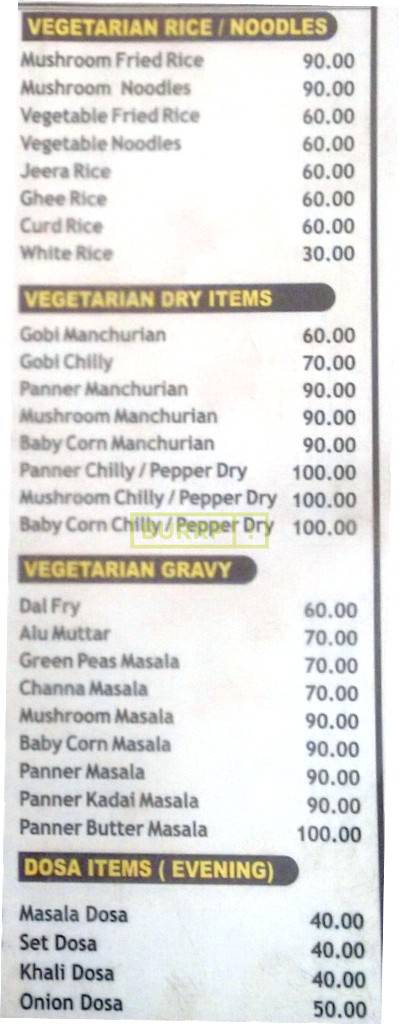 VEGETARIAN RICE / NOODLES
Mushroom Fried Rice 90.00
Mushroom Noodles 90.00
Vegetable Fried Rice 60.00
Vegetable Noodles 60.00
Jeera Rice 60.00
Ghee Rice 60.00
Curd Rice 60.00
White Rice 30.00
VEGETARIAN DRY ITEMS
Gobi Manchurian 60.00
Gobi Chilly 70.00
Panner Manchurian 90.00
Mushroom Manchurian 90.00
Baby Corn Manchurian 90.00
Panner Chilly / Pepper Dry 100.00
Mushroom Chilly / Pepper Dry 100.00
Baby Corn Chilly / Pepper Dry 100.00
BURRP !
VEGETARIAN GRAVY
Dal Fry 60.00
Alu Muttar 70.00
Green Peas Masala 70.00
Channa Masala 70.00
Mushroom Masala 90.00
Baby Corn Masala 90.00
Panner Masala 90.00
Panner Kadai Masala 90.00
Panner Butter Masala 100.00
DOSA ITEMS ( EVENING)
Masala Dosa 40.00
Set Dosa 40.00
Khali Dosa 40.00
Onion Dosa 50.00